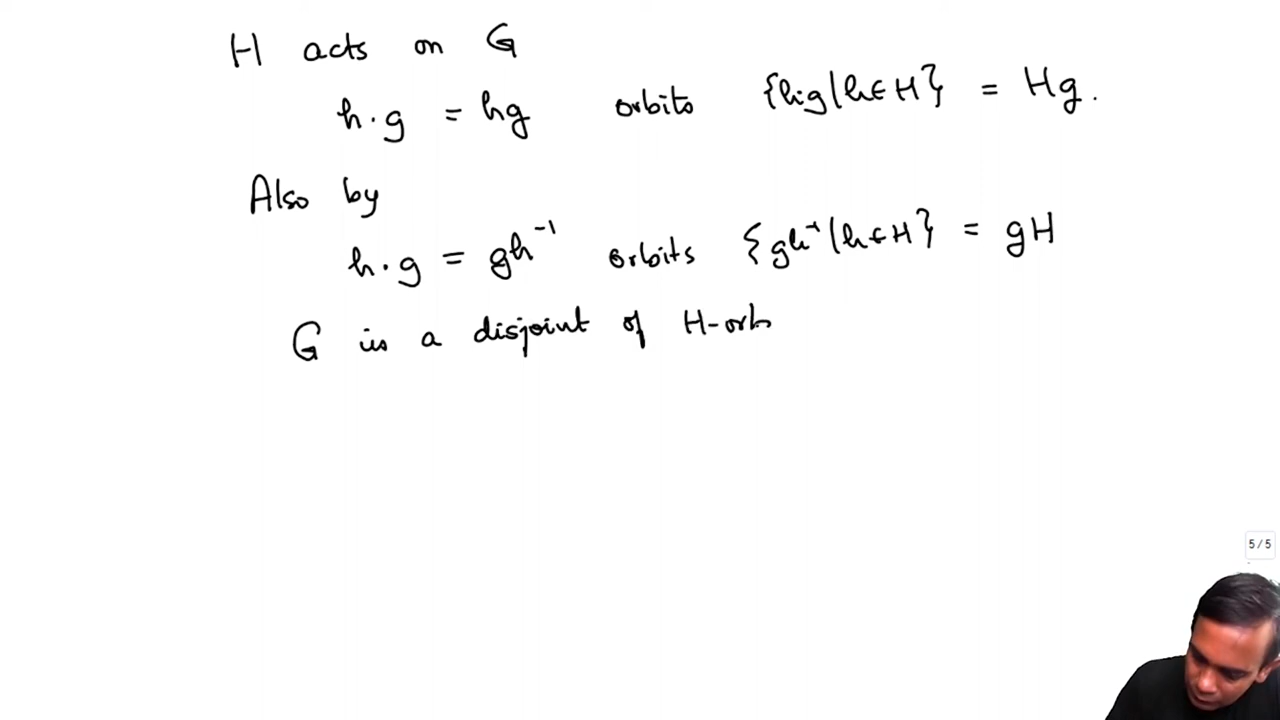 H acts on G
h · g = hg orbits {hg | h ∈ H} = Hg.
Also by
h · g = gh⁻¹ orbits {gh⁻¹ | h ∈ H} = gH
G is a disjoint of H-orb
5 / 5